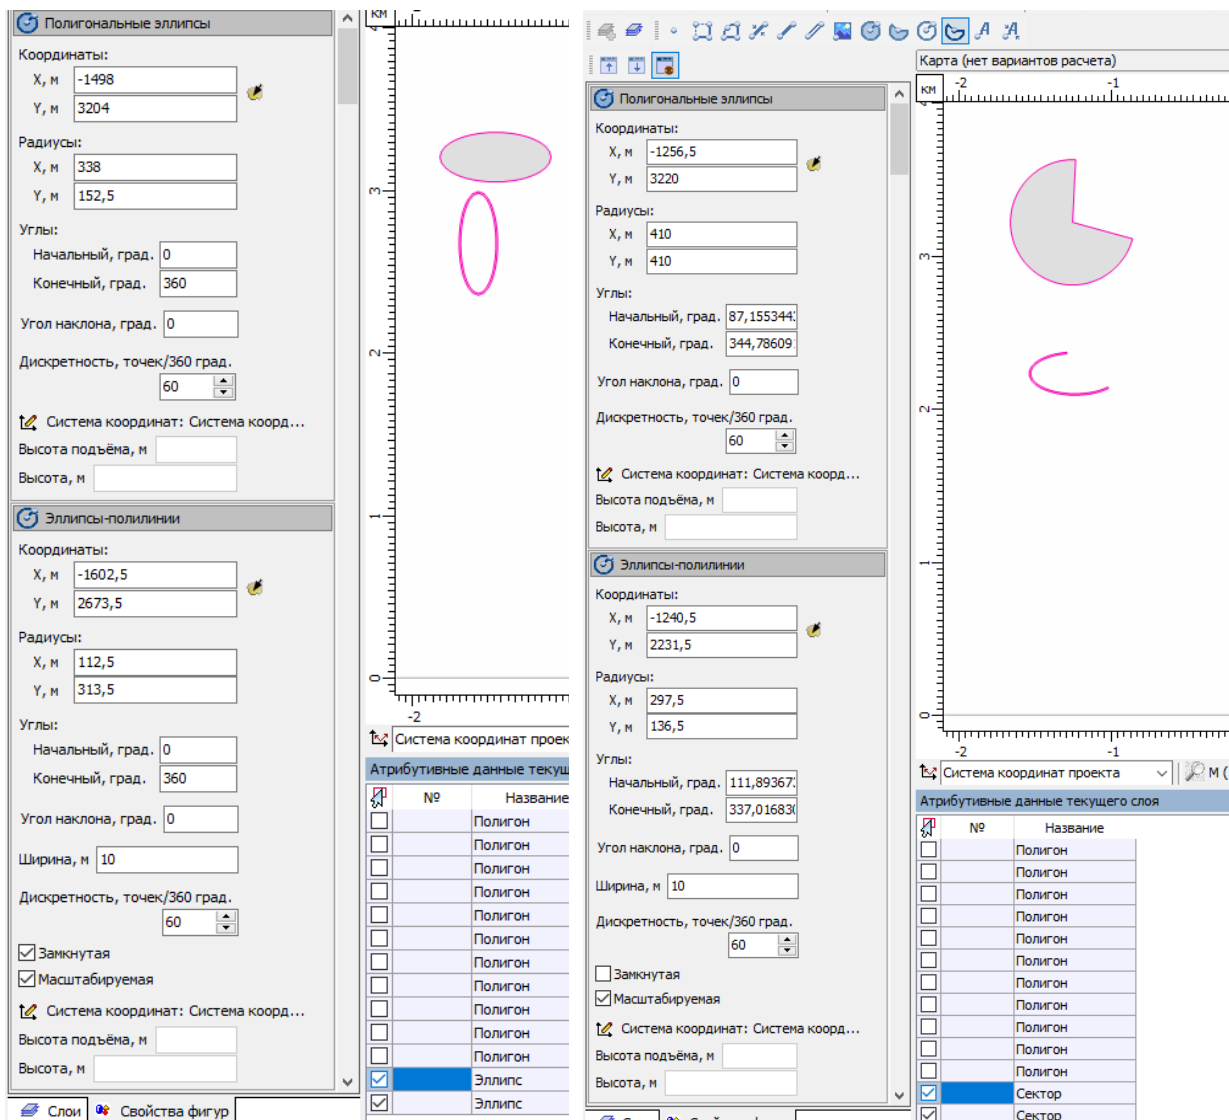 Полигональные эллипсы
Координаты:
X, м -1498
Y, м 3204
Радиусы:
X, м 338
Y, м 152,5
Углы:
Начальный, град. 0
Конечный, град. 360
Угол наклона, град. 0
Дискретность, точек/360 град.
60
Система координат: Система коорд...
Высота подъёма, м
Высота, м
Эллипсы-полилинии
Координаты:
X, м -1602,5
Y, м 2673,5
Радиусы:
X, м 112,5
Y, м 313,5
Углы:
Начальный, град. 0
Конечный, град. 360
Угол наклона, град. 0
Ширина, м 10
Дискретность, точек/360 град.
60
Замкнутая
Масштабируемая
Система координат: Система коорд...
Высота подъёма, м
Высота, м
Слои Свойства фигур
км
3
2
1
0
-2
Система координат проек
Атрибутивные данные текущ
№ Название
Полигон
Полигон
Полигон
Полигон
Полигон
Полигон
Полигон
Полигон
Полигон
Полигон
Полигон
Эллипс
Эллипс
Полигональные эллипсы
Координаты:
X, м -1256,5
Y, м 3220
Радиусы:
X, м 410
Y, м 410
Углы:
Начальный, град. 87,155344
Конечный, град. 344,78609
Угол наклона, град. 0
Дискретность, точек/360 град.
60
Система координат: Система коорд...
Высота подъёма, м
Высота, м
Эллипсы-полилинии
Координаты:
X, м -1240,5
Y, м 2231,5
Радиусы:
X, м 297,5
Y, м 136,5
Углы:
Начальный, град. 111,89367
Конечный, град. 337,01683
Угол наклона, град. 0
Ширина, м 10
Дискретность, точек/360 град.
60
Замкнутая
Масштабируемая
Система координат: Система коорд...
Высота подъёма, м
Высота, м
Карта (нет вариантов расчета)
км
-2 -1
3
2
1
0
-2 -1
Система координат проекта М (
Атрибутивные данные текущего слоя
№ Название
Полигон
Полигон
Полигон
Полигон
Полигон
Полигон
Полигон
Полигон
Полигон
Полигон
Полигон
Сектор
Сектор